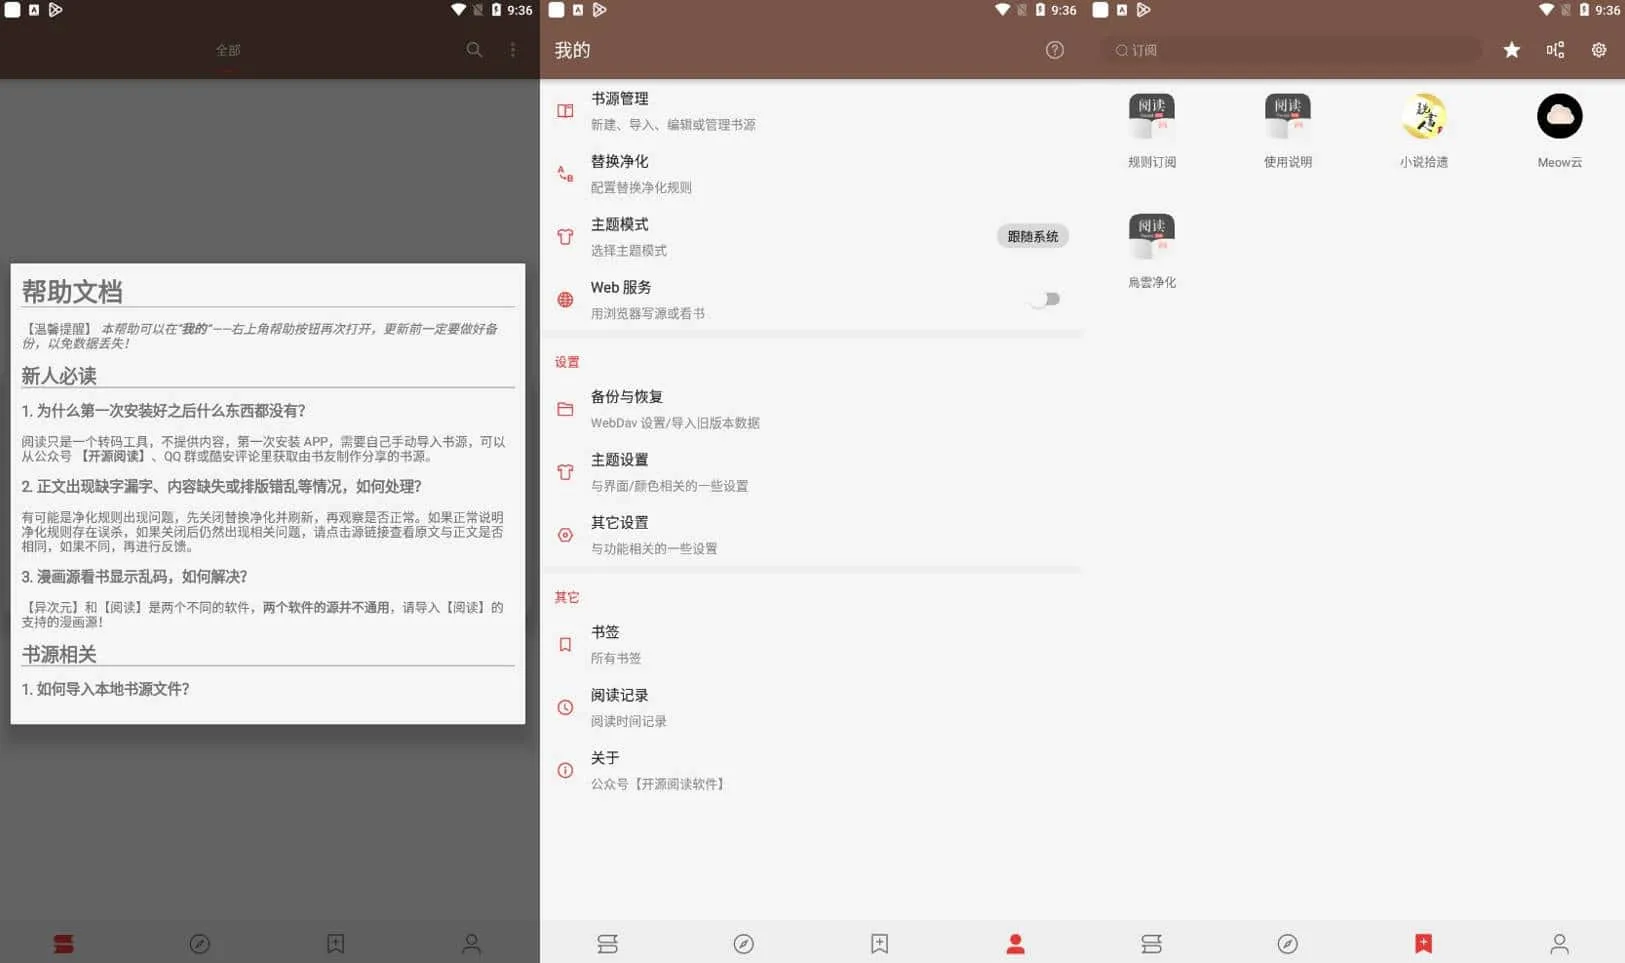 9:36
全部
帮助文档
【温馨提醒】 本帮助可以在“我的”——右上角帮助按钮再次打开，更新前一定要做好备
份，以免数据丢失！
新人必读
1. 为什么第一次安装好之后什么东西都没有？
阅读只是一个转码工具，不提供内容，第一次安装 APP，需要自己手动导入书源，可以
从公众号 【开源阅读】、QQ 群或酷安评论里获取由书友制作分享的书源。
2. 正文出现缺字漏字、内容缺失或排版错乱等情况，如何处理？
有可能是净化规则出现问题，先关闭替换净化并刷新，再观察是否正常。如果正常说明
净化规则存在误杀，如果关闭后仍然出现相关问题，请点击源链接查看原文与正文是否
相同，如果不同，再进行反馈。
3. 漫画源看书显示乱码，如何解决？
【异次元】和【阅读】是两个不同的软件，两个软件的源并不通用，请导入【阅读】的
支持的漫画源！
书源相关
1. 如何导入本地书源文件？
9:36
我的
书源管理
新建、导入、编辑或管理书源
替换净化
配置替换净化规则
主题模式
选择主题模式
跟随系统
Web 服务
用浏览器写源或看书
设置
备份与恢复
WebDav 设置/导入旧版本数据
主题设置
与界面/颜色相关的一些设置
其它设置
与功能相关的一些设置
其它
书签
所有书签
阅读记录
阅读时间记录
关于
公众号【开源阅读软件】
9:36
订阅
阅读
规则订阅
阅读
使用说明
小说拾遗
Meow云
阅读
烏雲净化